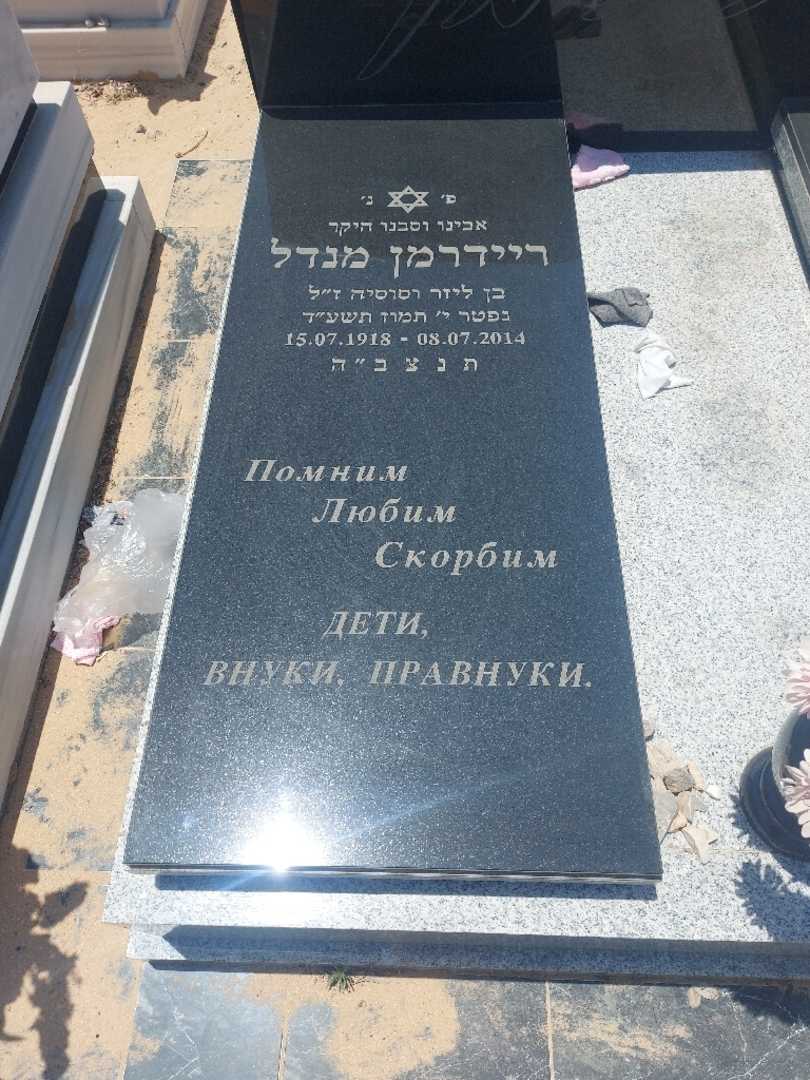 פ׳ נ׳
אבינו וסבנו היקר
ריידרמן מנדל
בן ליזר וסוסיה ז״ל
נפטר י׳ תמוז תשע״ד
15.07.1918 - 08.07.2014
ת נ צ ב ״ ה
Помним
Любим
Скорбим
ДЕТИ,
ВНУКИ, ПРАВНУКИ.